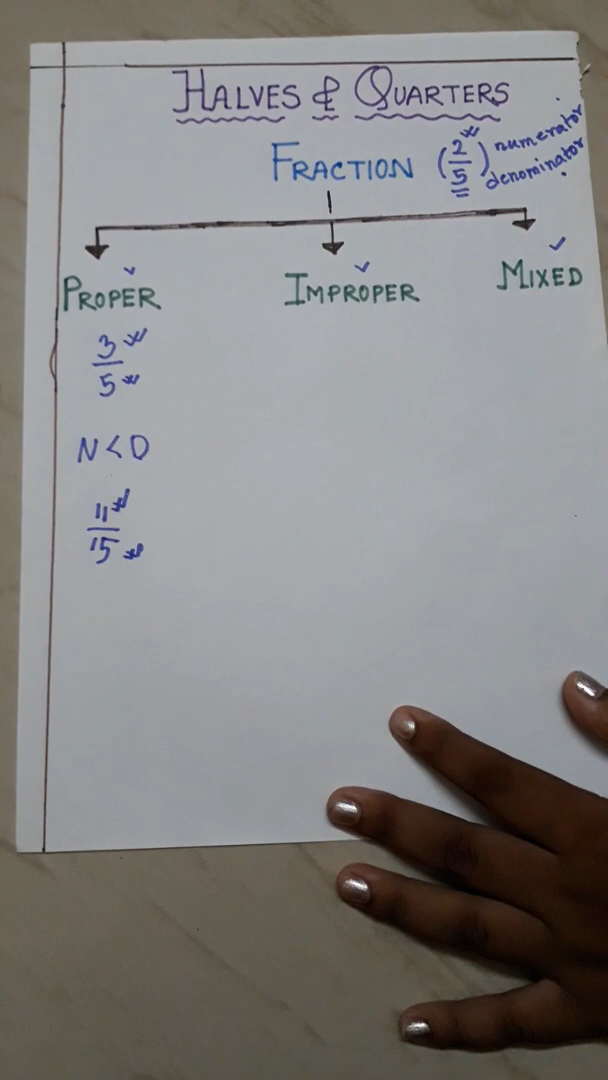 HALVES & QUARTERS
FRACTION (2/5) numerator
denominator
PROPER IMPROPER MIXED
3/5
N<D
11/15